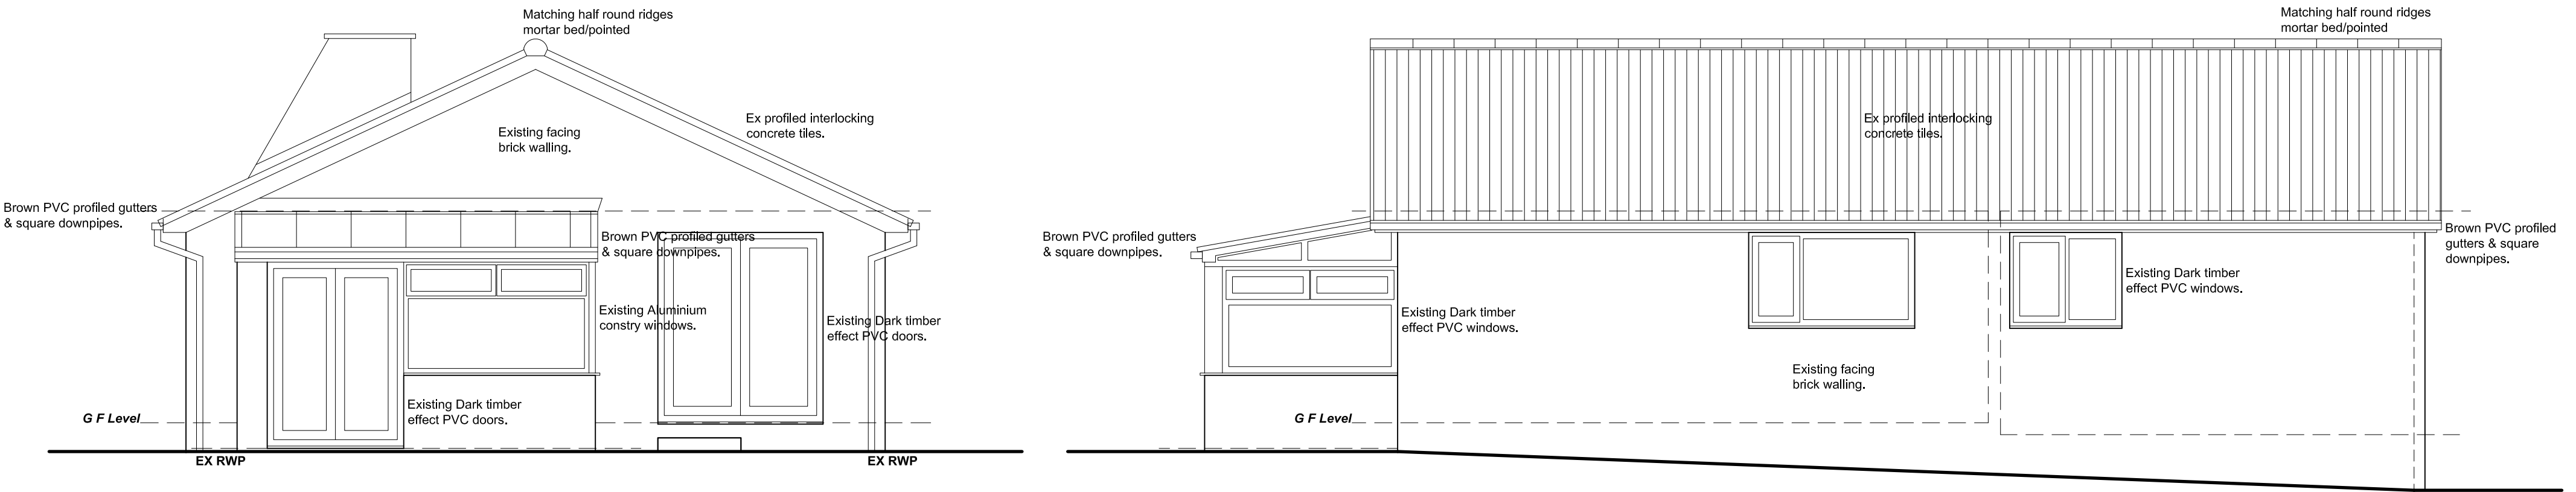 Matching half round ridges
mortar bed/pointed
Ex profiled interlocking
concrete tiles.
Existing facing
brick walling.
Brown PVC profiled gutters
& square downpipes.
Brown PVC profiled gutters
& square downpipes.
Existing Aluminium
constry windows.
Existing Dark timber
effect PVC doors.
Existing Dark timber
effect PVC doors.
G F Level
EX RWP
EX RWP
Matching half round ridges
mortar bed/pointed
Ex profiled interlocking
concrete tiles.
Brown PVC profiled gutters
& square downpipes.
Brown PVC profiled
gutters & square
downpipes.
Existing Dark timber
effect PVC windows.
Existing Dark timber
effect PVC windows.
Existing facing
brick walling.
G F Level